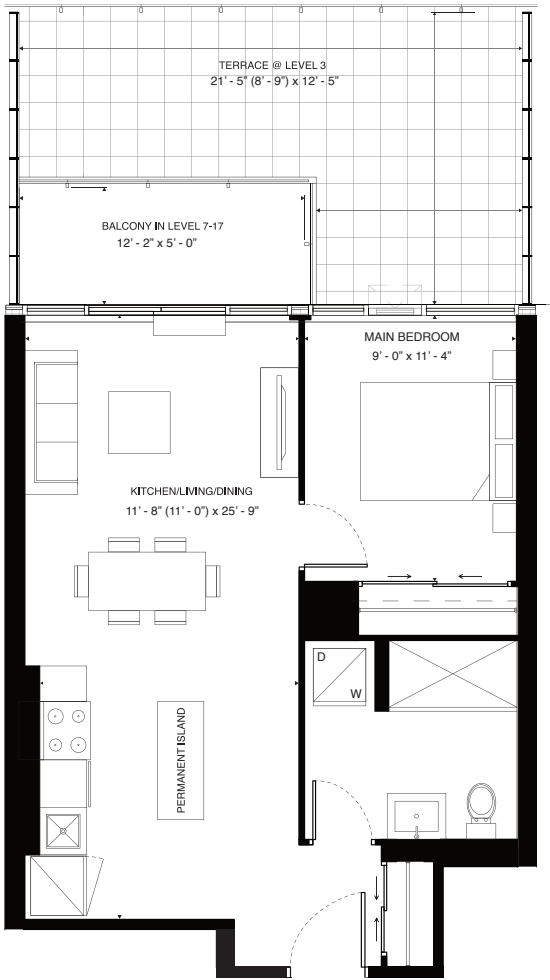 TERRACE @ LEVEL 3
21' - 5" (8' - 9") x 12' - 5"
BALCONY IN LEVEL 7-17
12' - 2" x 5' - 0"
MAIN BEDROOM
9' - 0" x 11' - 4"
KITCHEN/LIVING/DINING
11' - 8" (11' - 0") x 25' - 9"
D
W
PERMANENT ISLAND